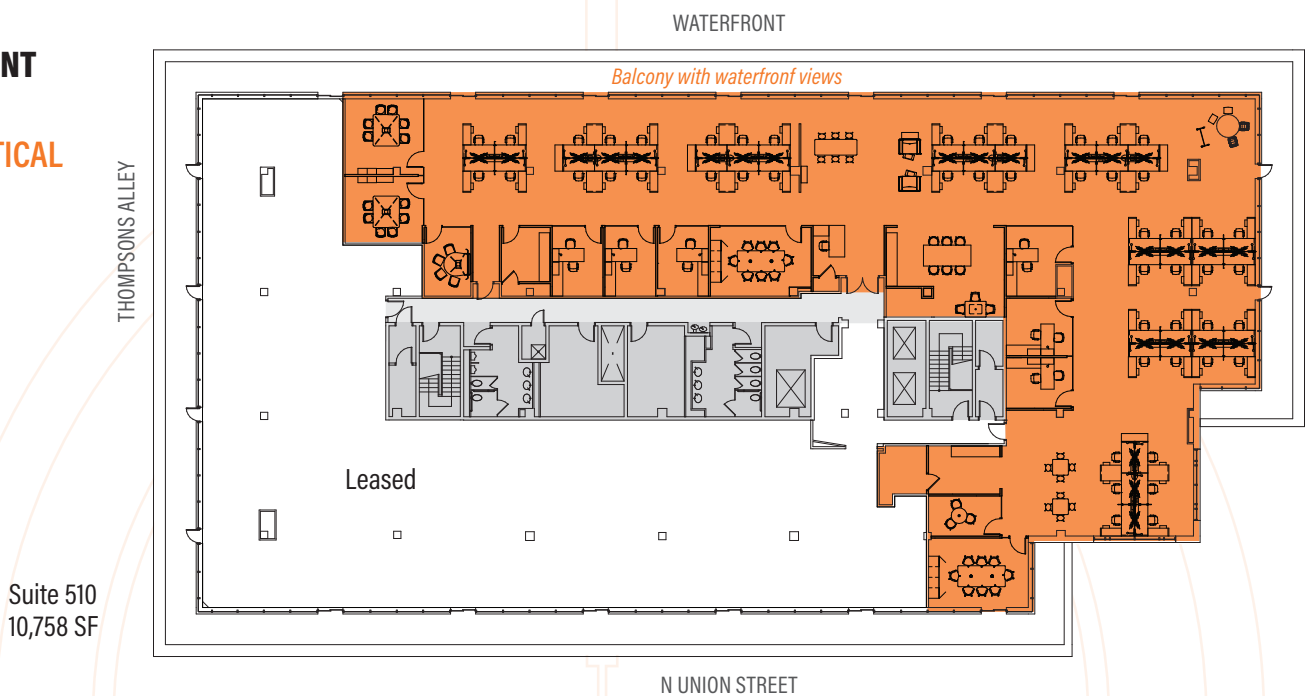 WATERFRONT
NT
Balcony with waterfronf views
TICAL
THOMPSONS ALLEY
Leased
Suite 510
10,758 SF
N UNION STREET